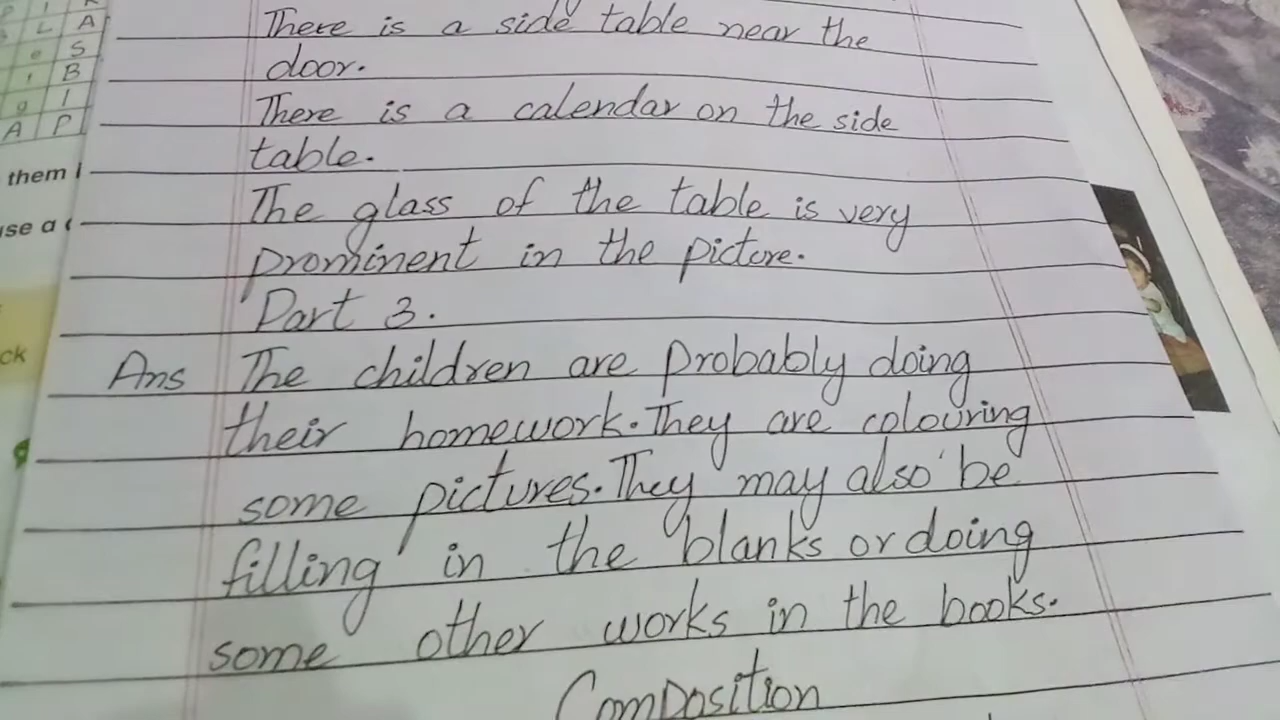 There is a side table near the
door.
There is a calendar on the side
table.
The glass of the table is very
prominent in the picture.
Part 3.
Ans The children are probably doing
their homework. They are colouring
some pictures. They may also be
filling in the blanks or doing
some other works in the books.
Composition
L A
e S
B
g I
A P
them
use a
ck